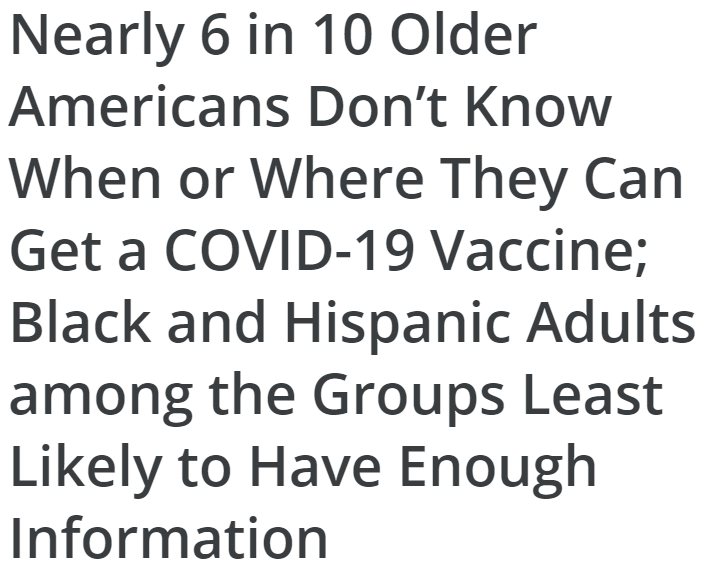 Nearly 6 in 10 Older
Americans Don’t Know
When or Where They Can
Get a COVID-19 Vaccine;
Black and Hispanic Adults
among the Groups Least
Likely to Have Enough
Information